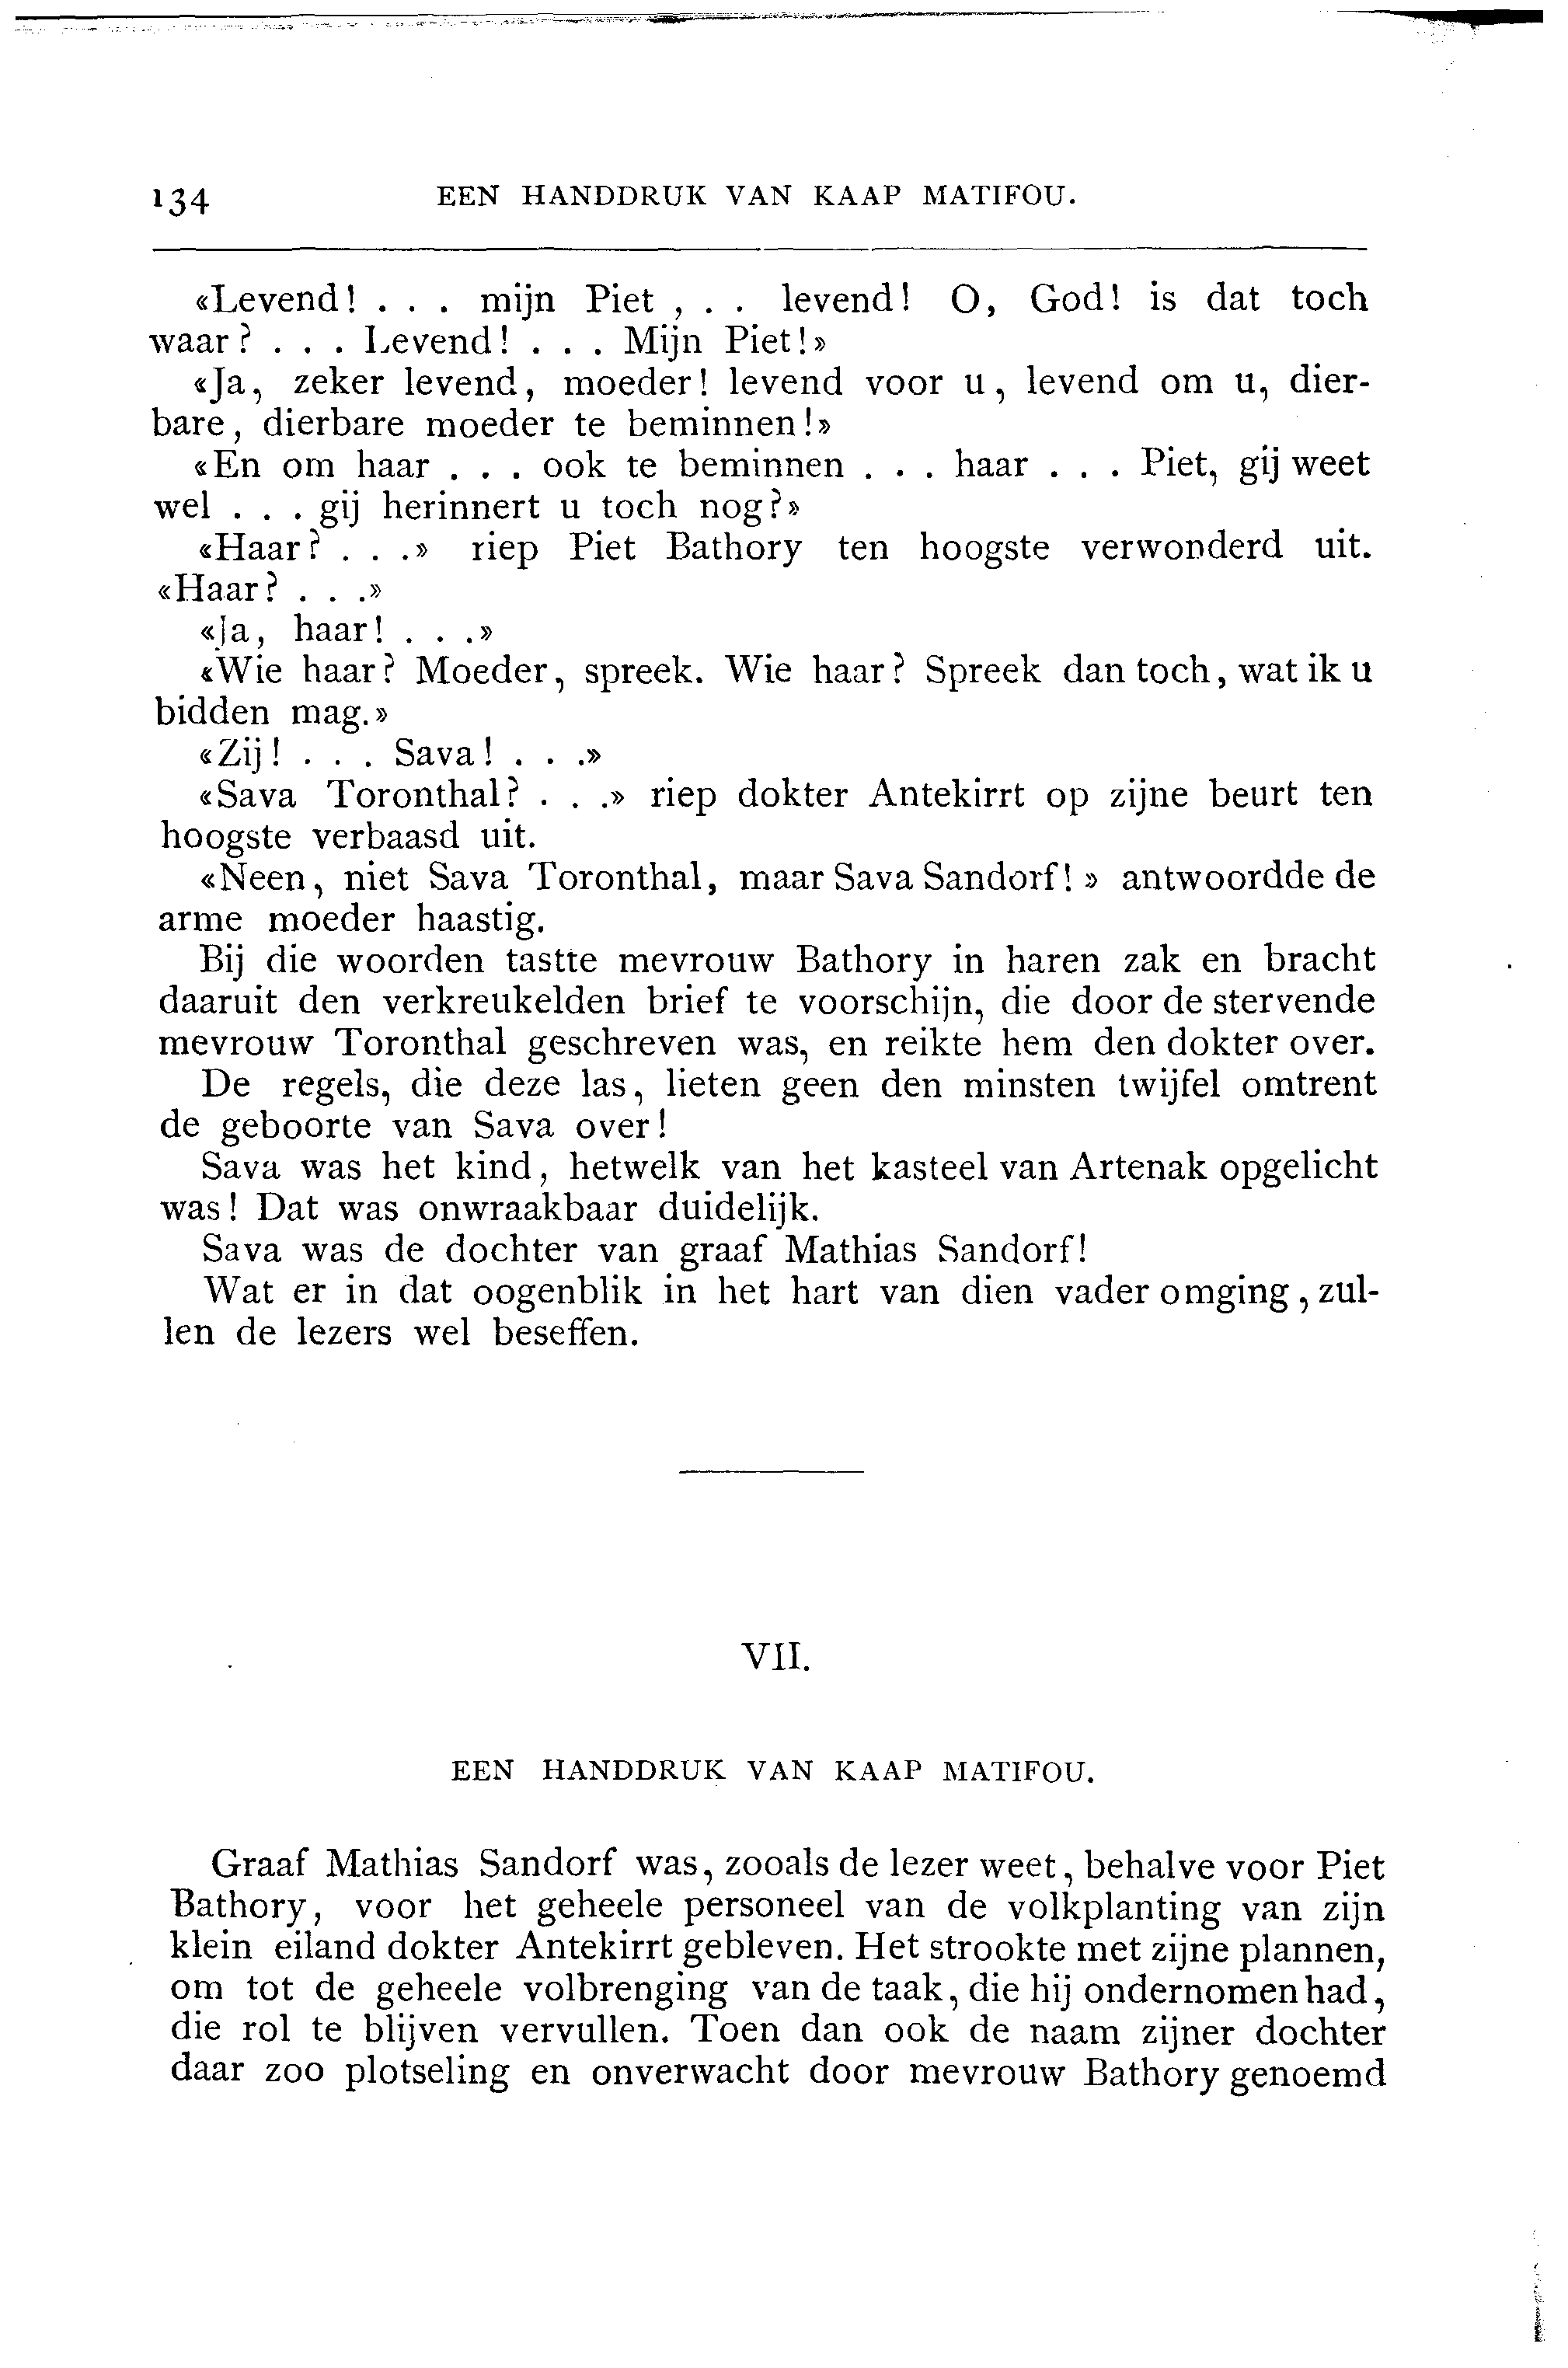 134 EEN HANDDRUK VAN KAAP MATIFOU.
«Levend! . . . mijn Piet , . . levend! O, God! is dat toch
waar? . . . Levend! . . . Mijn Piet!»
«Ja, zeker levend, moeder! levend voor u, levend om u, dier-
bare, dierbare moeder te beminnen!»
«En om haar . . . ook te beminnen . . . haar . . . Piet, gij weet
wel . . . gij herinnert u toch nog?»
«Haar? . . .» riep Piet Bathory ten hoogste verwonderd uit.
«Haar? . . .»
«Ja, haar! . . .»
«Wie haar? Moeder, spreek. Wie haar? Spreek dan toch, wat ik u
bidden mag.»
«Zij! . . . Sava! . . .»
«Sava Toronthal? . . .» riep dokter Antekirrt op zijne beurt ten
hoogste verbaasd uit.
«Neen, niet Sava Toronthal, maar Sava Sandorf!» antwoordde de
arme moeder haastig.
Bij die woorden tastte mevrouw Bathory in haren zak en bracht
daaruit den verkreukelden brief te voorschijn, die door de stervende
mevrouw Toronthal geschreven was, en reikte hem den dokter over.
De regels, die deze las, lieten geen den minsten twijfel omtrent
de geboorte van Sava over!
Sava was het kind, hetwelk van het kasteel van Artenak opgelicht
was! Dat was onwraakbaar duidelijk.
Sava was de dochter van graaf Mathias Sandorf!
Wat er in dat oogenblik in het hart van dien vader omging, zul-
len de lezers wel beseffen.
VII.
EEN HANDDRUK VAN KAAP MATIFOU.
Graaf Mathias Sandorf was, zooals de lezer weet, behalve voor Piet
Bathory, voor het geheele personeel van de volkplanting van zijn
klein eiland dokter Antekirrt gebleven. Het strookte met zijne plannen,
om tot de geheele volbrenging van de taak, die hij ondernomen had,
die rol te blijven vervullen. Toen dan ook de naam zijner dochter
daar zoo plotseling en onverwacht door mevrouw Bathory genoemd